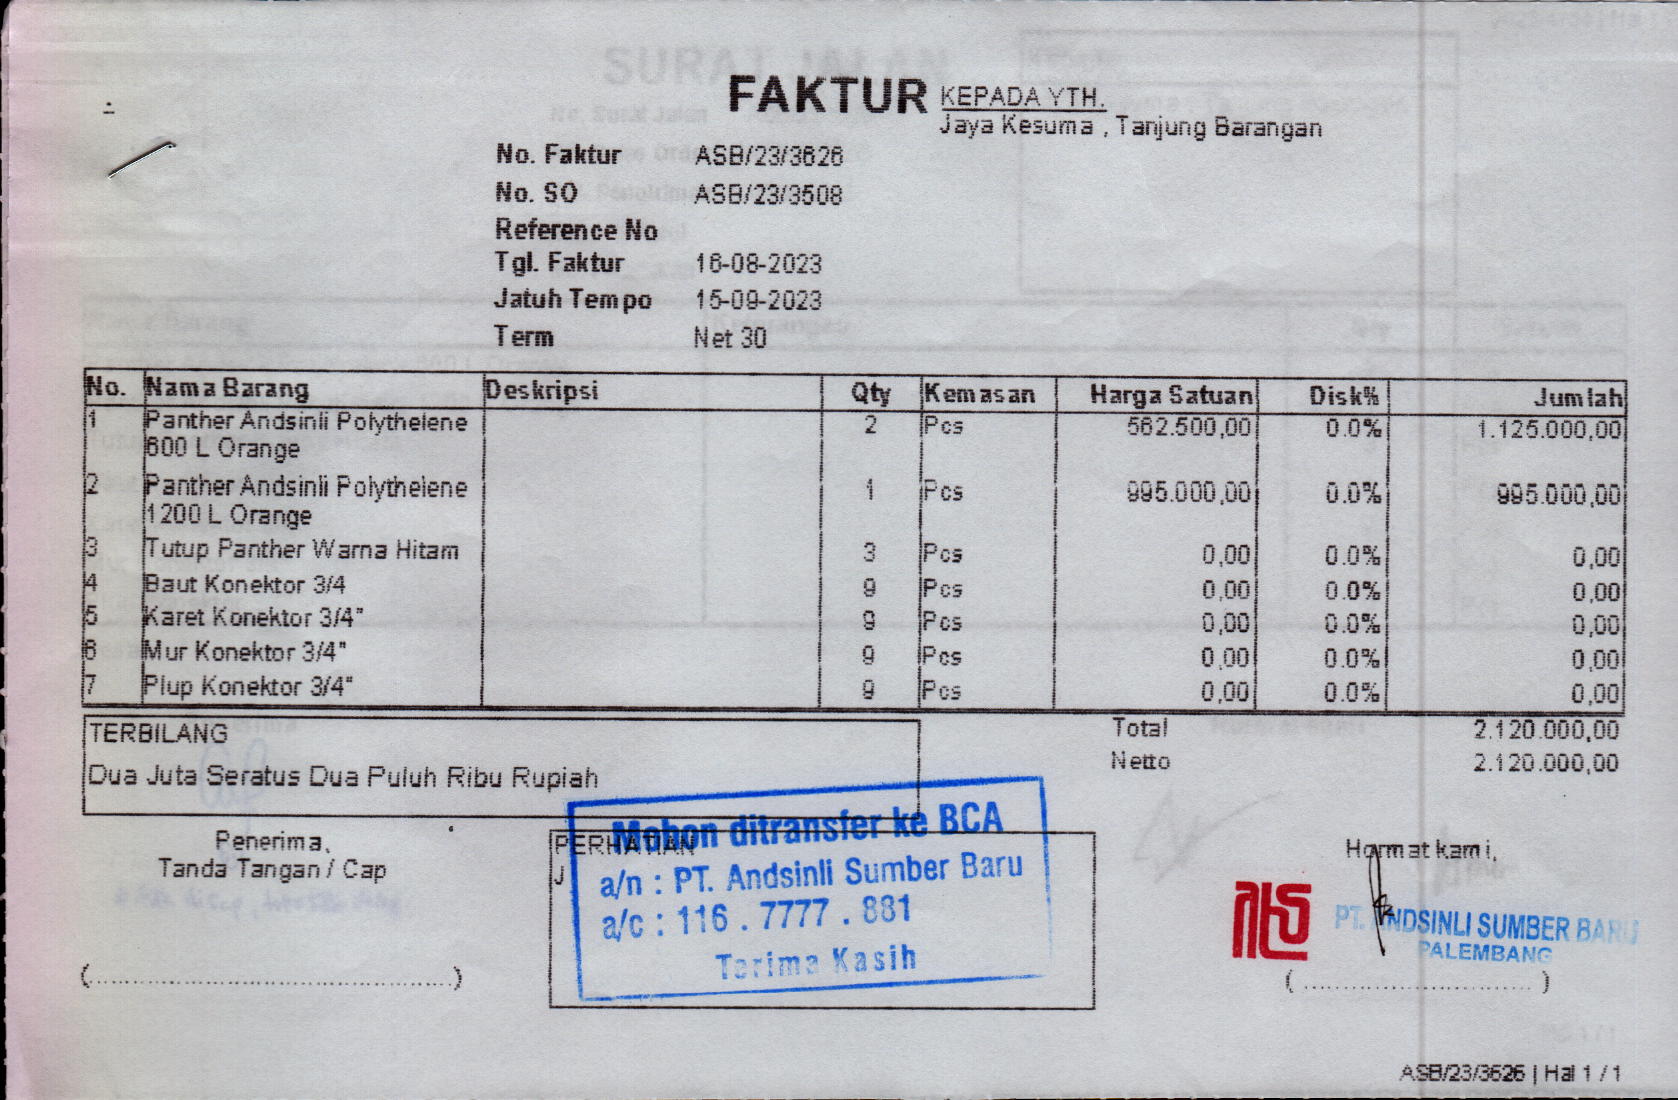 FAKTUR
KEPADA YTH.
Jaya Kesuma , Tanjung Barangan
No. Faktur ASB/23/3626
No. SO ASB/23/3508
Reference No
Tgl. Faktur 16-08-2023
Jatuh Tempo 15-09-2023
Term Net 30
No. Nama Barang Deskripsi Qty Kemasan Harga Satuan Disk% Jumlah
1 Panther Andsinli Polythelene 2 Pcs 562.500,00 0.0% 1.125.000,00
600 L Orange
2 Panther Andsinli Polythelene 1 Pcs 995.000,00 0.0% 995.000,00
1200 L Orange
3 Tutup Panther Warna Hitam 3 Pcs 0,00 0.0% 0,00
4 Baut Konektor 3/4 9 Pcs 0,00 0.0% 0,00
5 Karet Konektor 3/4" 9 Pcs 0,00 0.0% 0,00
6 Mur Konektor 3/4" 9 Pcs 0,00 0.0% 0,00
7 Plup Konektor 3/4" 9 Pcs 0,00 0.0% 0,00
TERBILANG
Dua Juta Seratus Dua Puluh Ribu Rupiah
Total 2.120.000,00
Netto 2.120.000,00
Penerima,
Tanda Tangan / Cap
PERHATIAN
J
Mohon ditransfer ke BCA
a/n : PT. Andsinli Sumber Baru
a/c : 116 . 7777 . 881
Terima Kasih
Hormat kami,
PT. ANDSINLI SUMBER BARU
PALEMBANG
ASB/23/3626 | Hal 1 / 1
SURAT JALAN
No. Surat Jalan